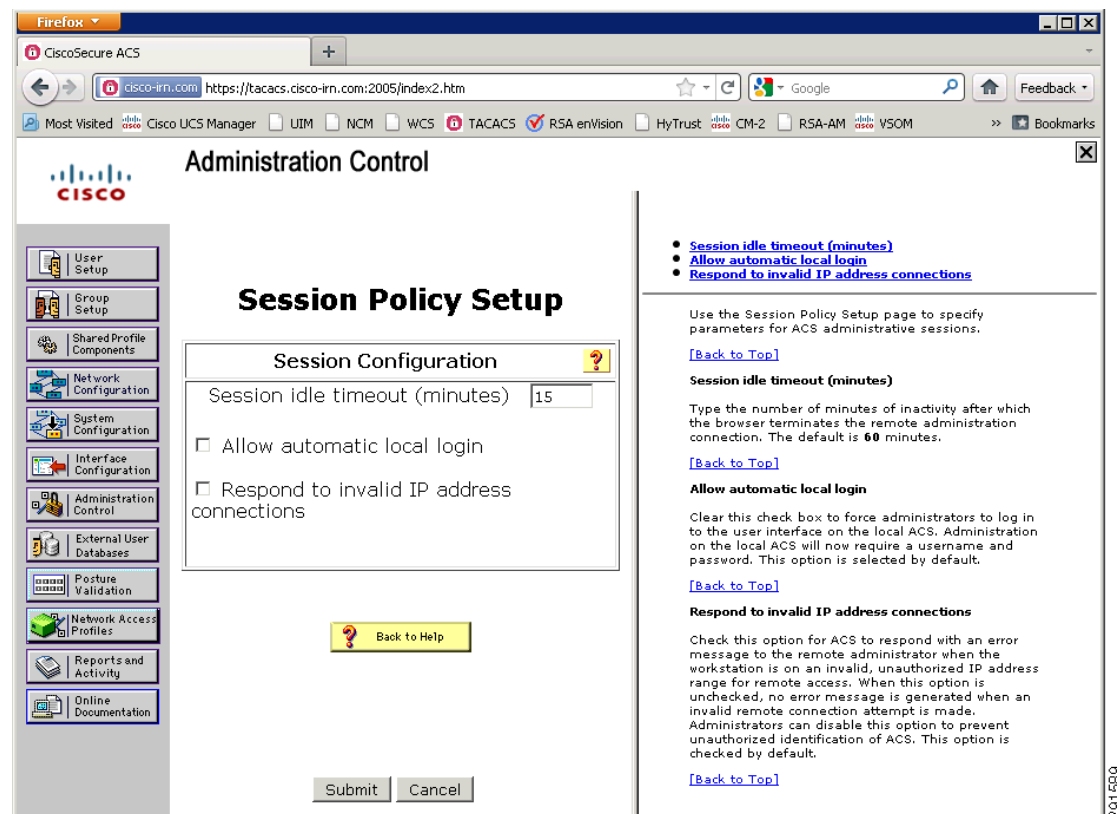 Firefox
CiscoSecure ACS
+
cisco-irn.com https://tacacs.cisco-irn.com:2005/index2.htm
Google
Feedback
Most Visited Cisco UCS Manager UIM NCM WCS TACACS RSA enVision HyTrust CM-2 RSA-AM VSOM » Bookmarks
CISCO
Administration Control
X
User
Setup
Group
Setup
Shared Profile
Components
Network
Configuration
System
Configuration
Interface
Configuration
Administration
Control
External User
Databases
Posture
Validation
Network Access
Profiles
Reports and
Activity
Online
Documentation
Session Policy Setup
Session Configuration ?
Session idle timeout (minutes) 15
Allow automatic local login
Respond to invalid IP address
connections
? Back to Help
Submit Cancel
Session idle timeout (minutes)
Allow automatic local login
Respond to invalid IP address connections
Use the Session Policy Setup page to specify
parameters for ACS administrative sessions.
[Back to Top]
Session idle timeout (minutes)
Type the number of minutes of inactivity after which
the browser terminates the remote administration
connection. The default is 60 minutes.
[Back to Top]
Allow automatic local login
Clear this check box to force administrators to log in
to the user interface on the local ACS. Administration
on the local ACS will now require a username and
password. This option is selected by default.
[Back to Top]
Respond to invalid IP address connections
Check this option for ACS to respond with an error
message to the remote administrator when the
workstation is on an invalid, unauthorized IP address
range for remote access. When this option is
unchecked, no error message is generated when an
invalid remote connection attempt is made.
Administrators can disable this option to prevent
unauthorized identification of ACS. This option is
checked by default.
[Back to Top]
291589